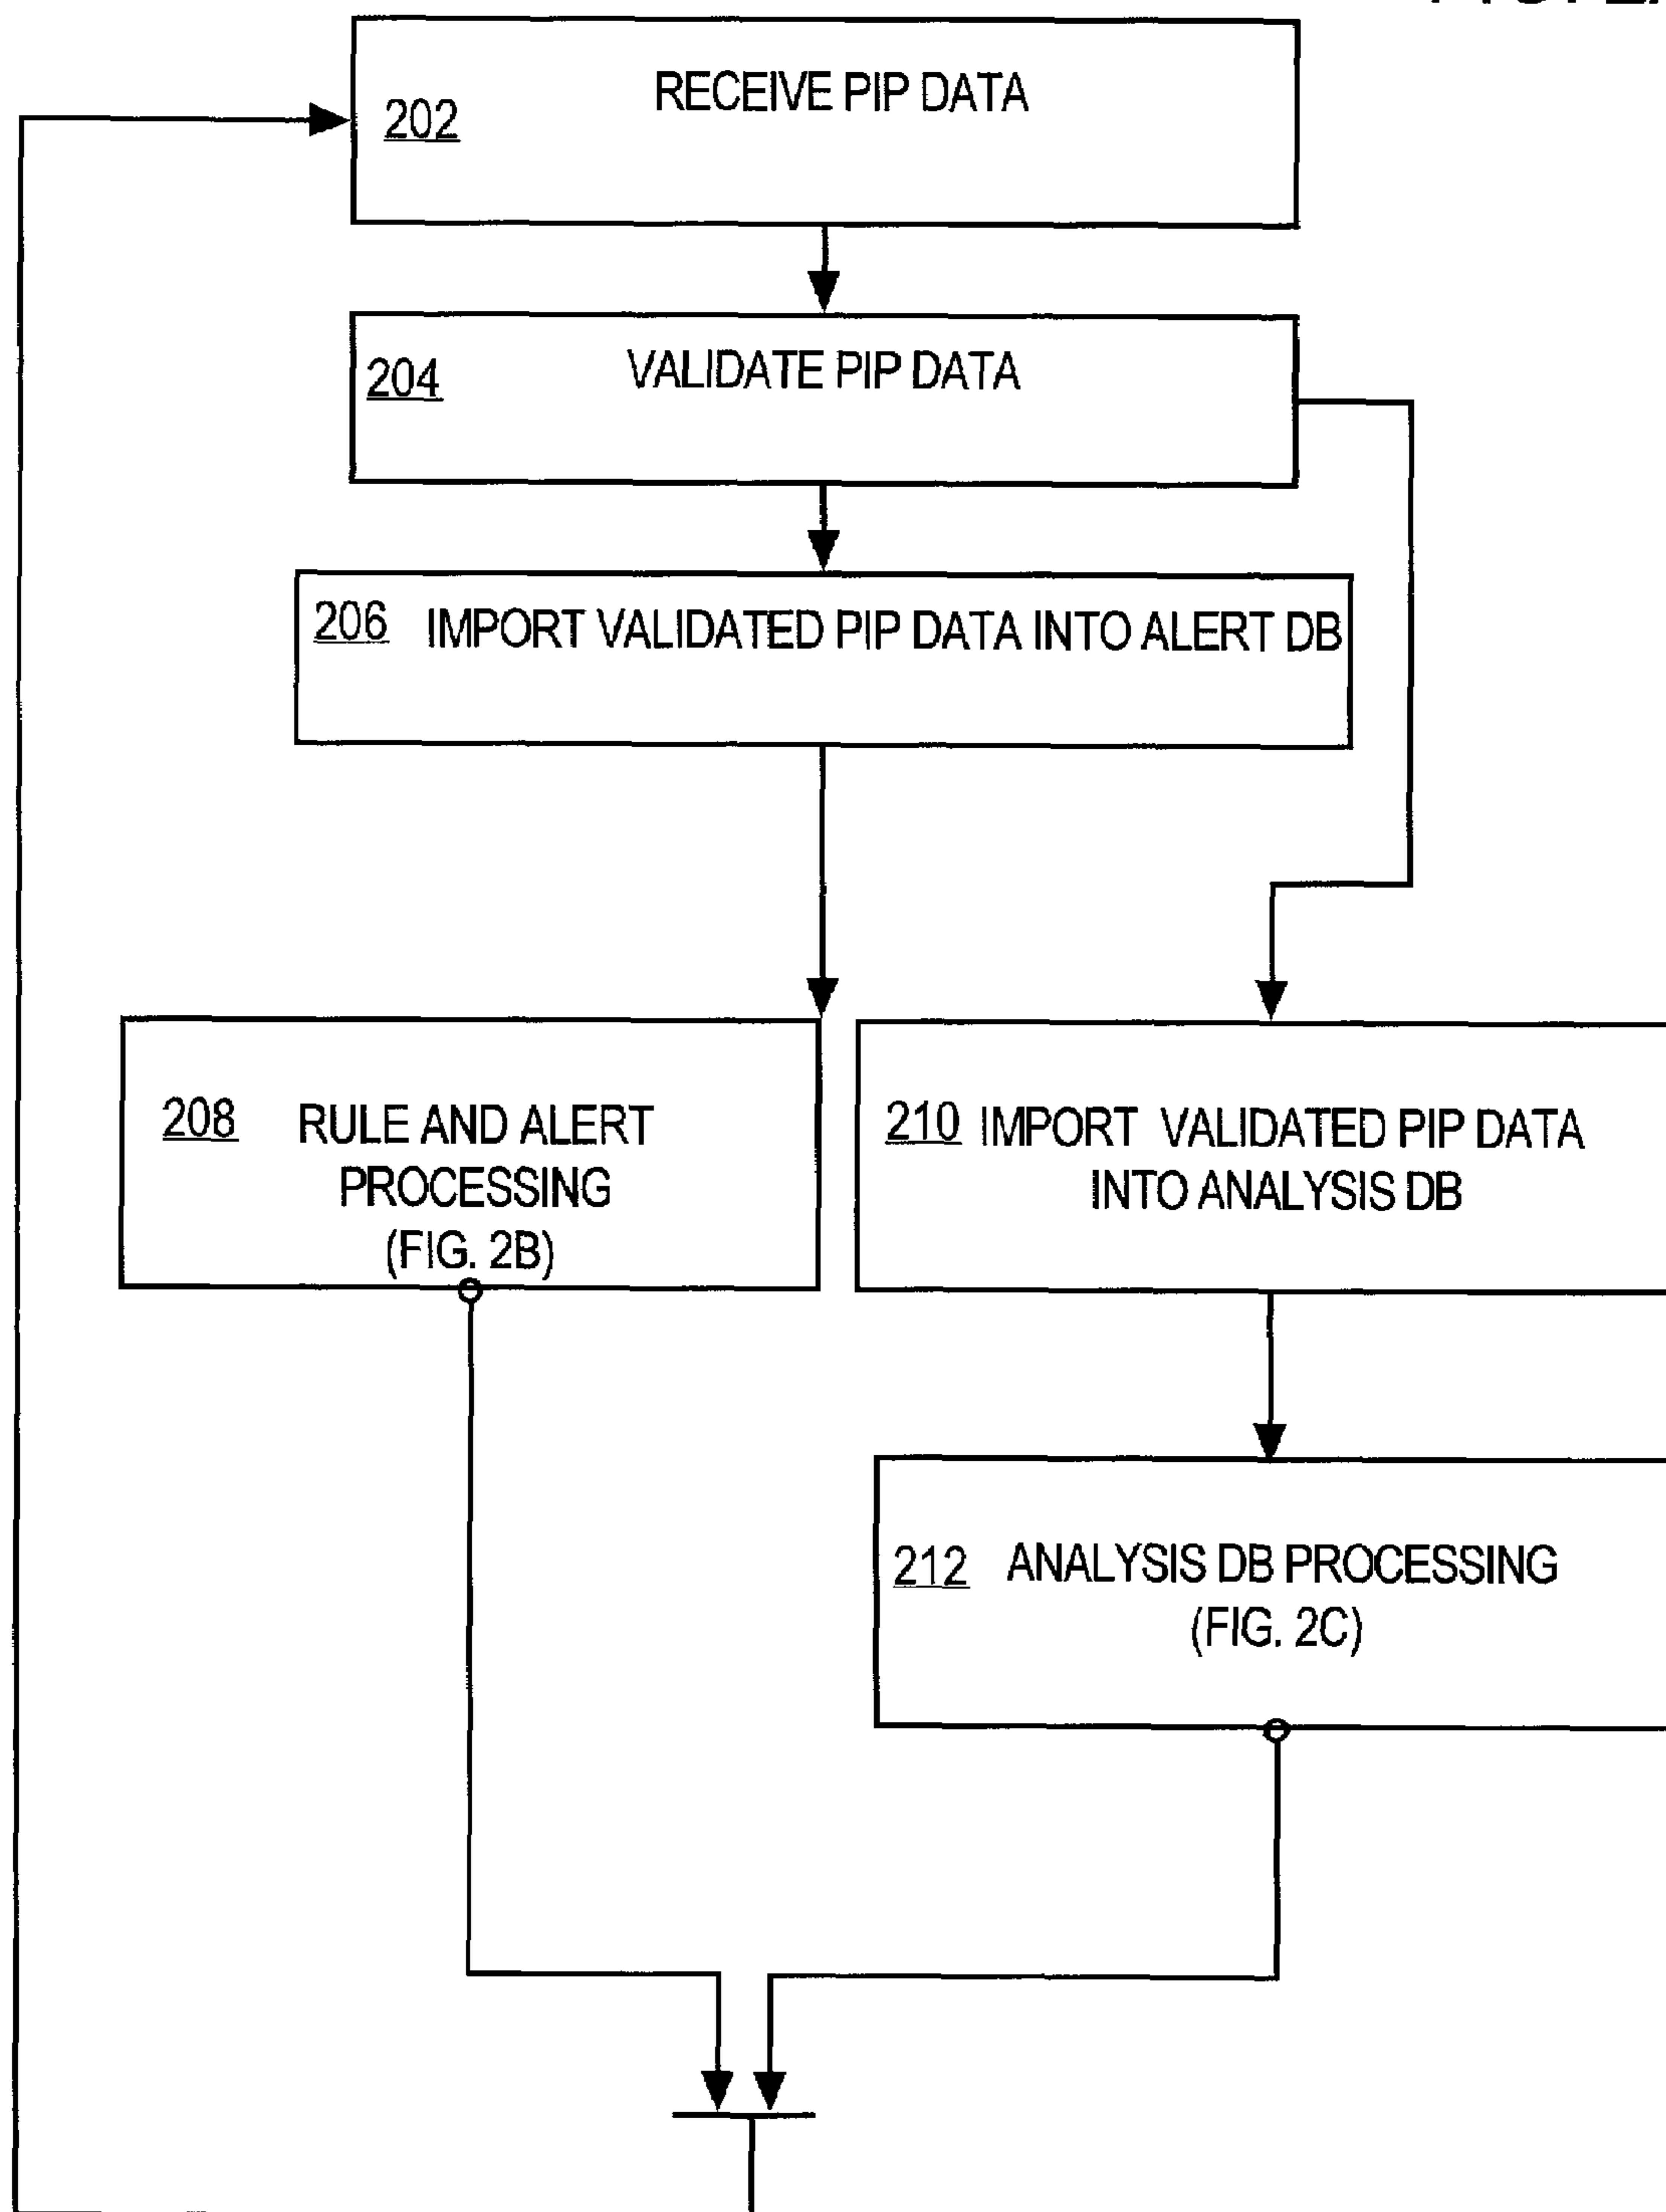 202 RECEIVE PIP DATA
204 VALIDATE PIP DATA
206 IMPORT VALIDATED PIP DATA INTO ALERT DB
208 RULE AND ALERT
PROCESSING
(FIG. 2B)
210 IMPORT VALIDATED PIP DATA
INTO ANALYSIS DB
212 ANALYSIS DB PROCESSING
(FIG. 2C)